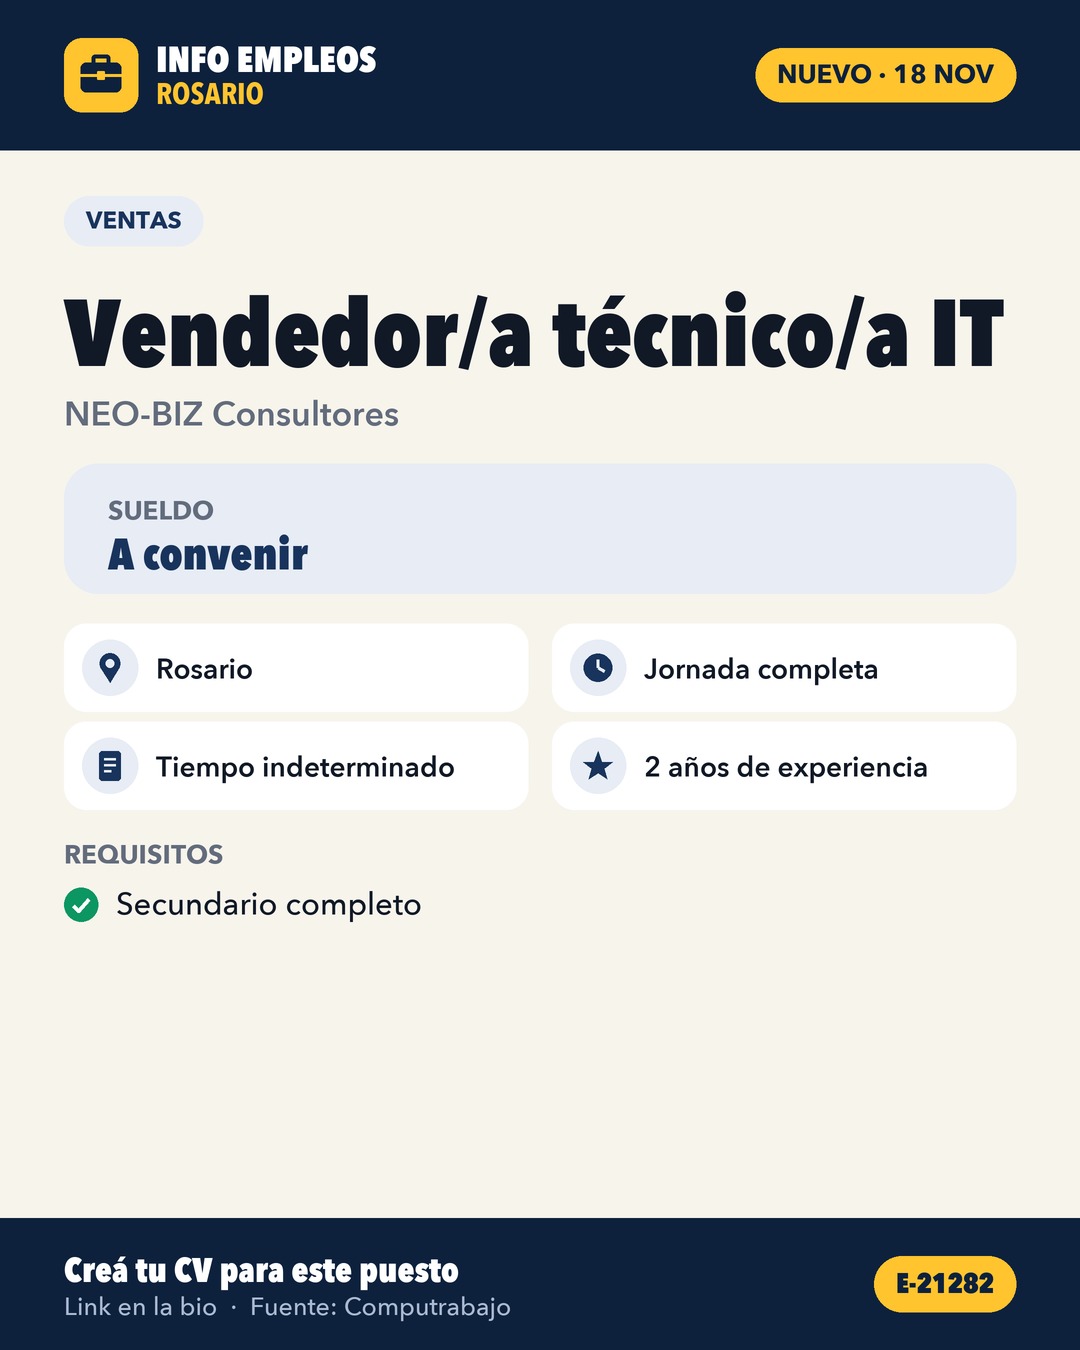 INFO EMPLEOS
ROSARIO
NUEVO · 18 NOV
VENTAS
Vendedor/a técnico/a IT
NEO-BIZ Consultores
SUELDO
A convenir
Rosario
Jornada completa
Tiempo indeterminado
2 años de experiencia
REQUISITOS
Secundario completo
Creá tu CV para este puesto
Link en la bio · Fuente: Computrabajo
E-21282